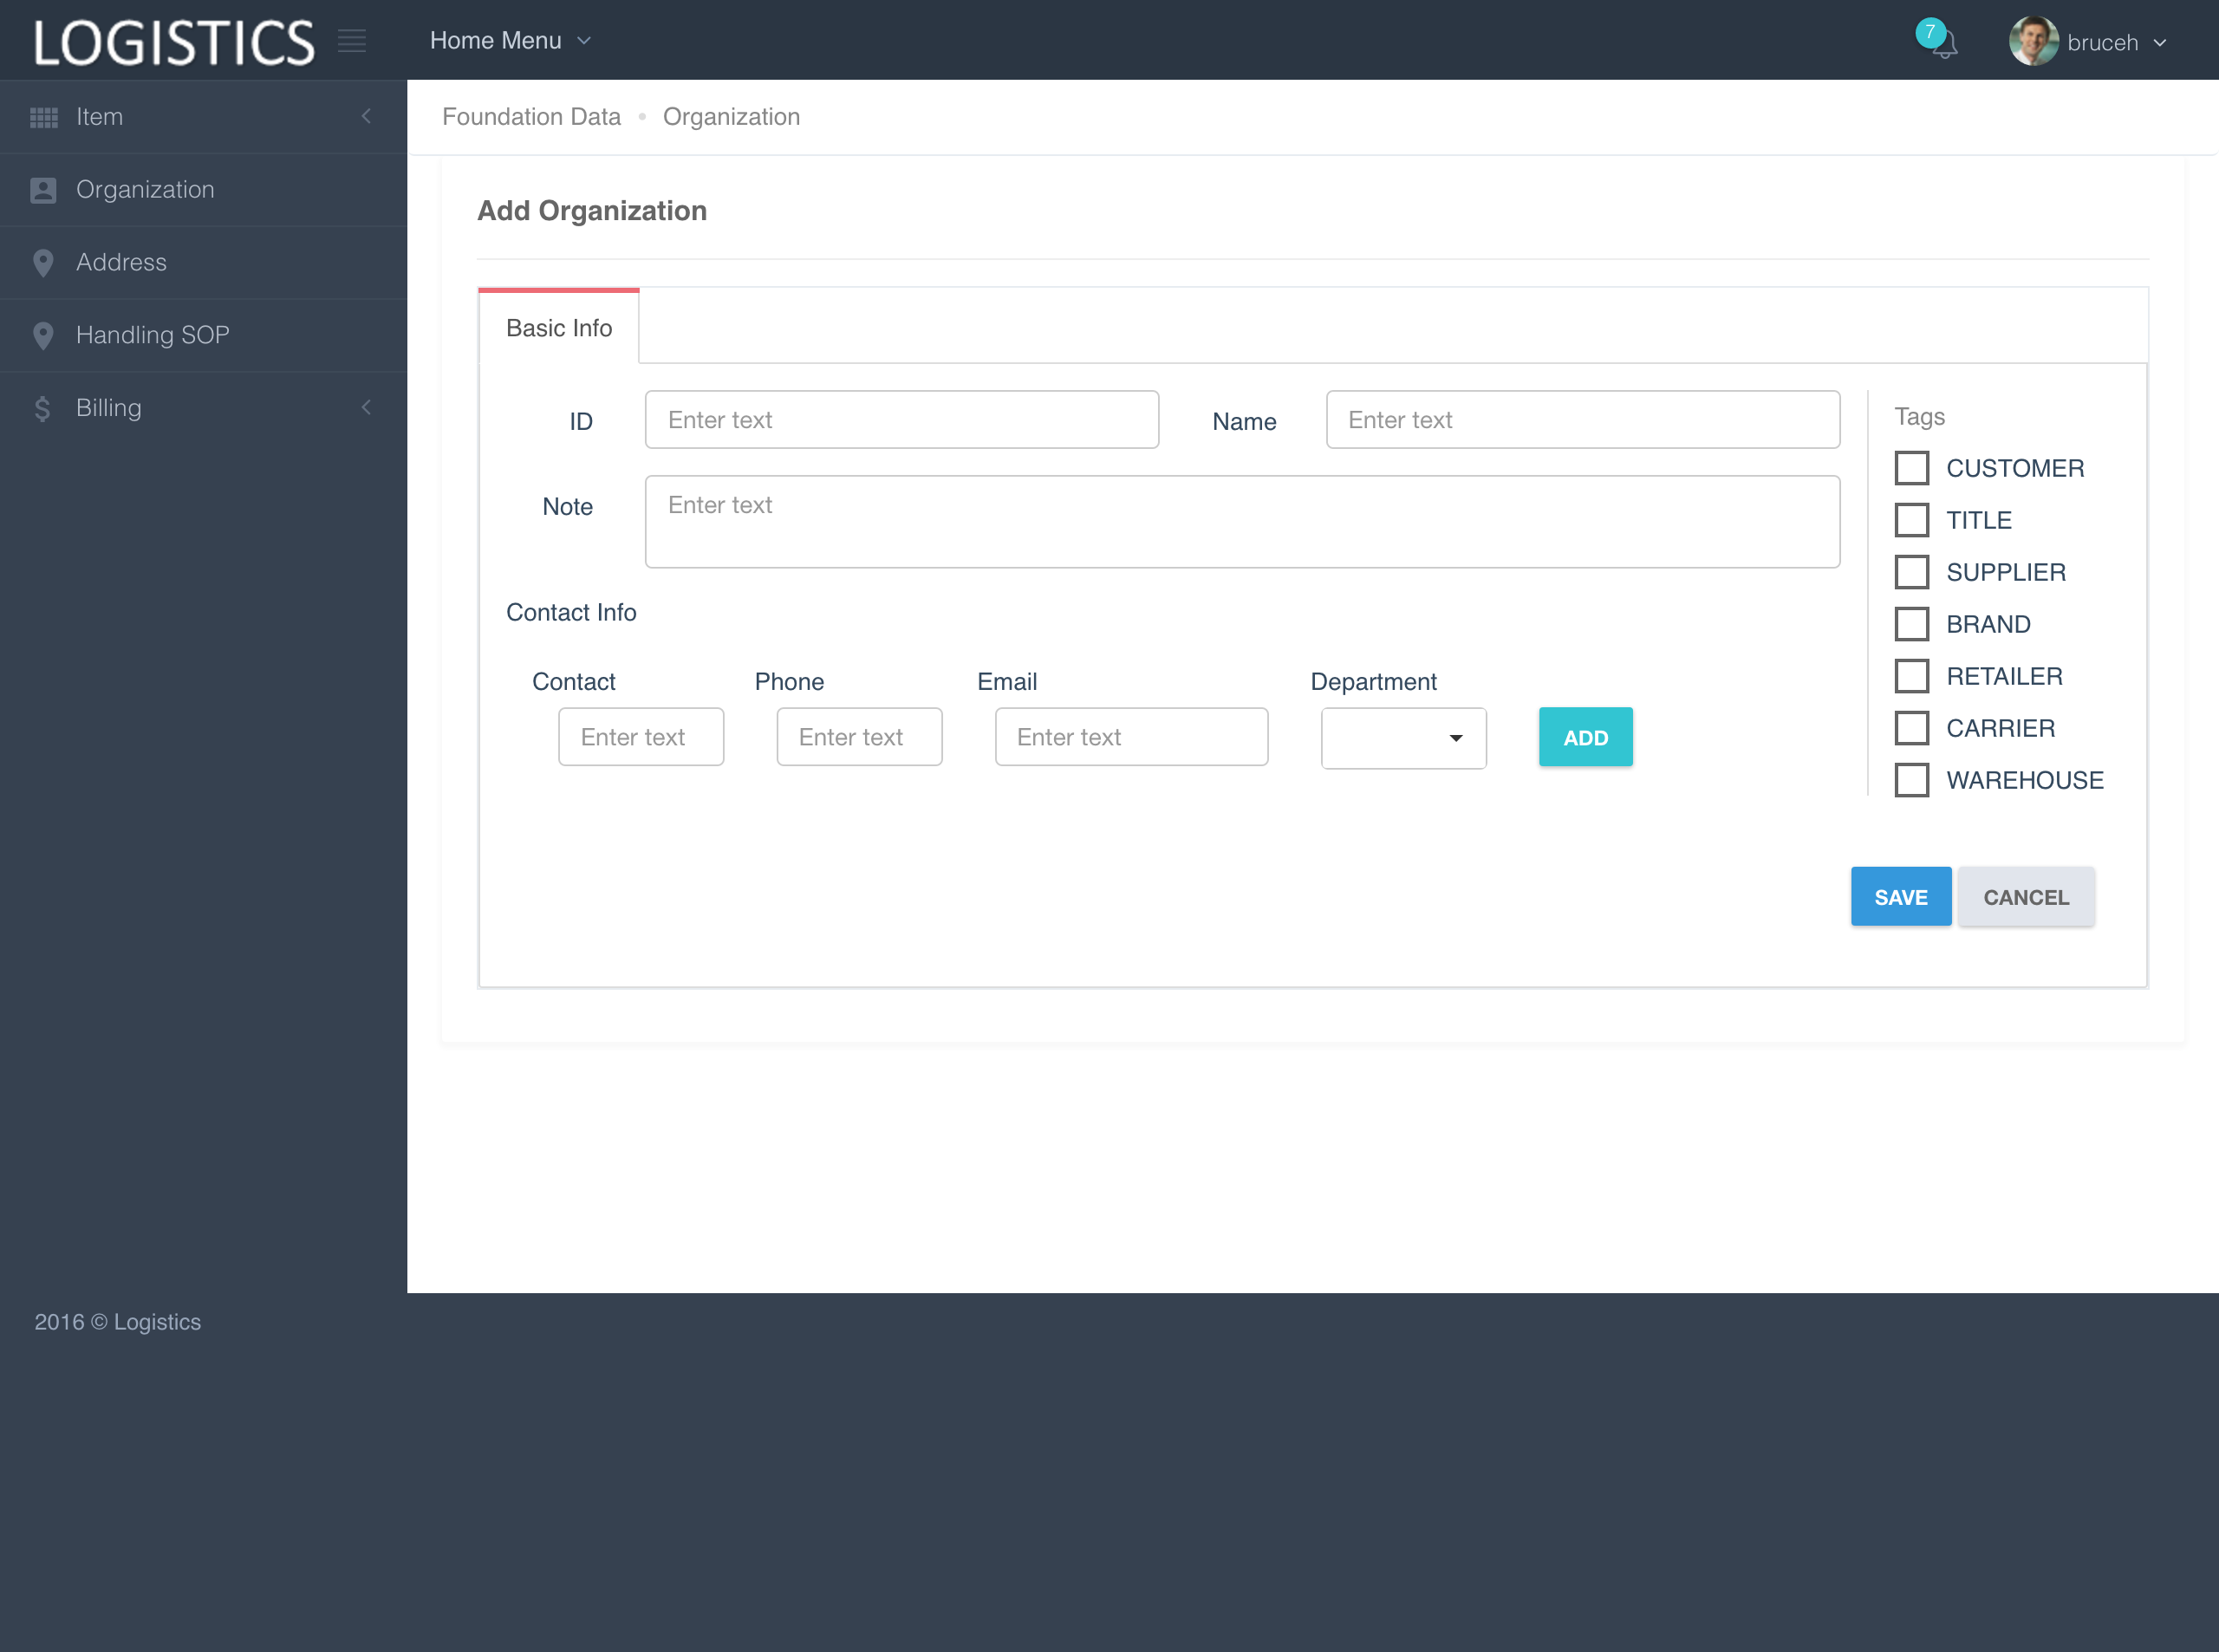 LOGISTICS
Home Menu
7
bruceh
Item
Organization
Address
Handling SOP
Billing
Foundation Data • Organization
Add Organization
Basic Info
ID Enter text Name Enter text
Note Enter text
Contact Info
Contact Phone Email Department
Enter text Enter text Enter text ADD
Tags
CUSTOMER
TITLE
SUPPLIER
BRAND
RETAILER
CARRIER
WAREHOUSE
SAVE CANCEL
2016 © Logistics